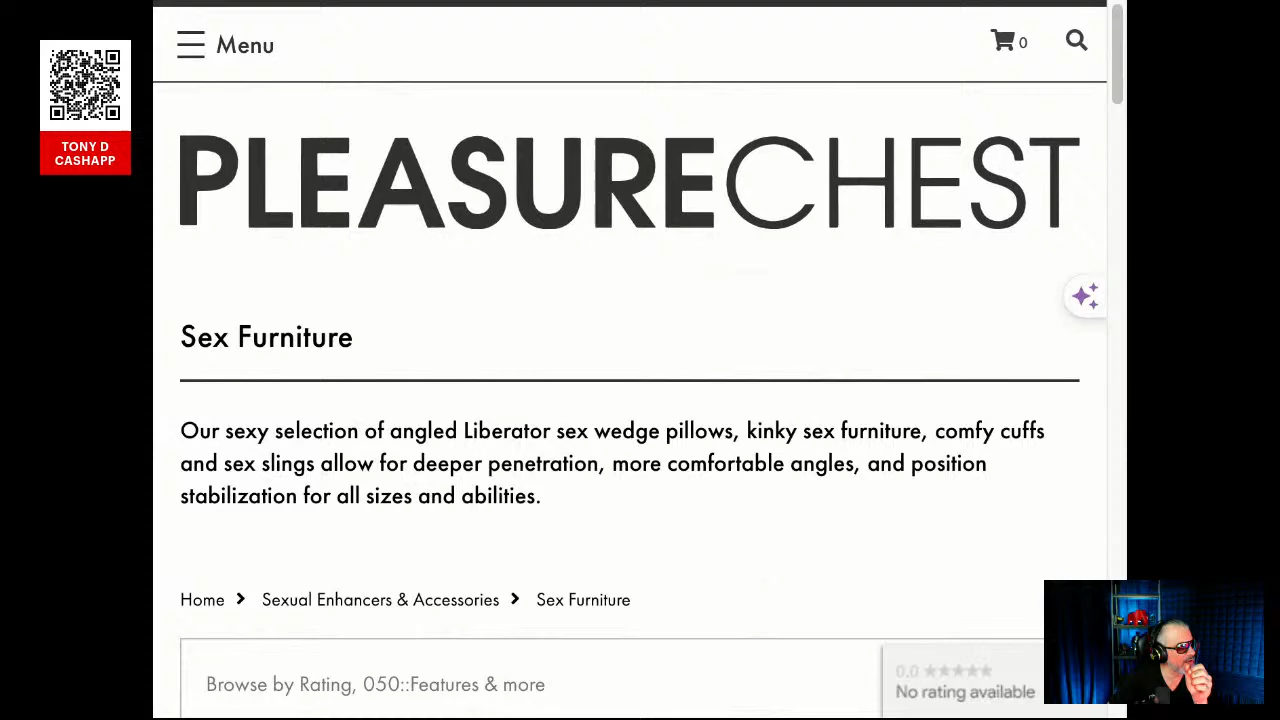 Menu
0
TONY D
CASHAPP
PLEASURECHEST
Sex Furniture
Our sexy selection of angled Liberator sex wedge pillows, kinky sex furniture, comfy cuffs
and sex slings allow for deeper penetration, more comfortable angles, and position
stabilization for all sizes and abilities.
Home > Sexual Enhancers & Accessories > Sex Furniture
Browse by Rating, 050::Features & more
0.0 ★★★★★
No rating available